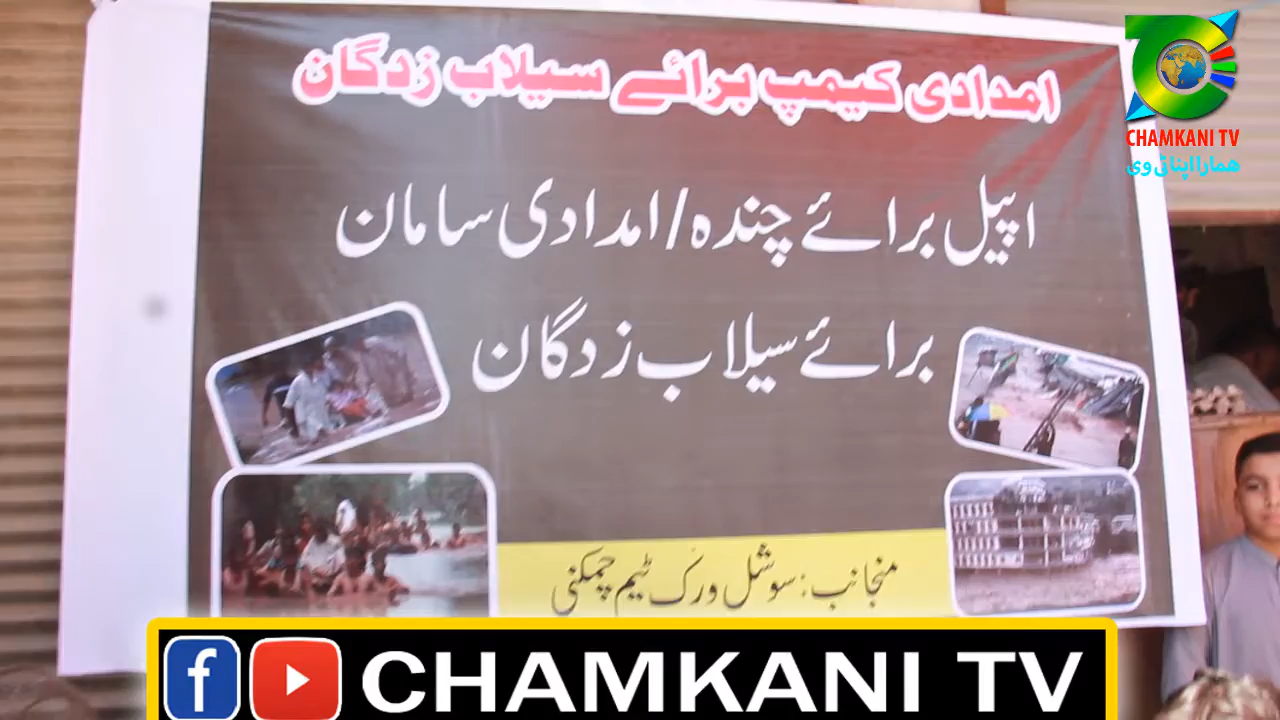 امدادی کیمپ برائے سیلاب زدگان
اپیل برائے چندہ/امدادی سامان
برائے سیلاب زدگان
منجانب: سوشل ورک ٹیم چمکنی
CHAMKANI TV
ھمارا اپنا ٹی وی
CHAMKANI TV